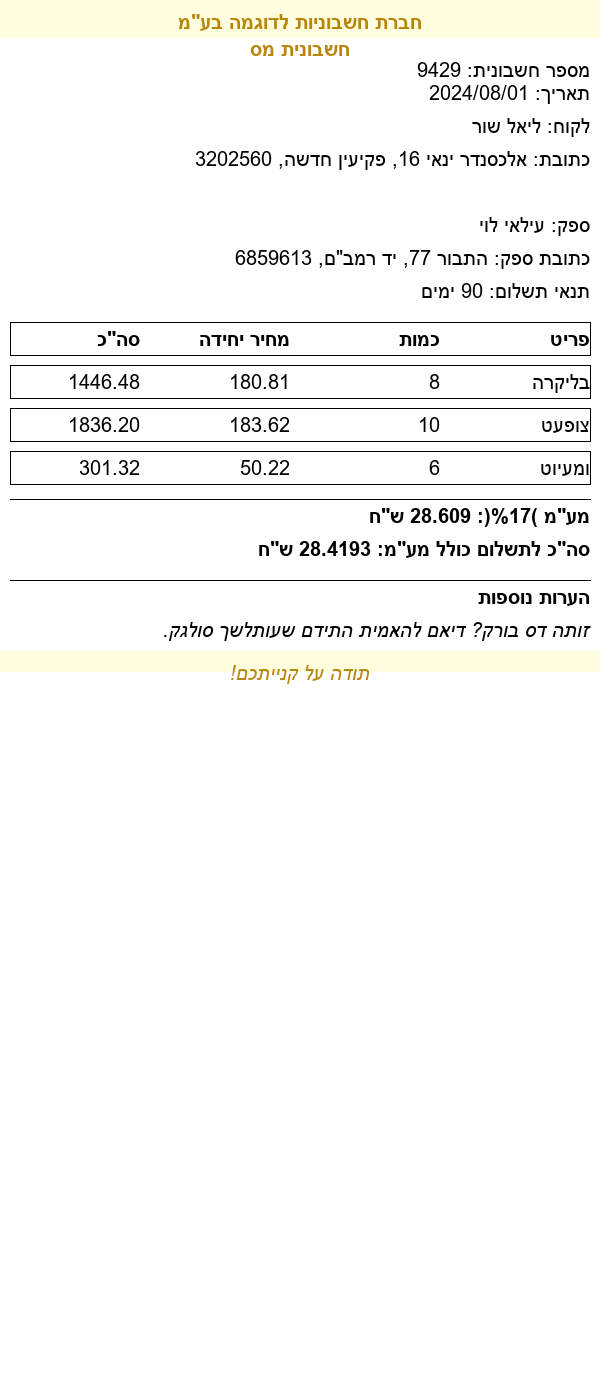 חברת חשבוניות לדוגמה בע"מ
חשבונית מס
מספר חשבונית: 9429
תאריך: 2024/08/01
לקוח: ליאל שור
כתובת: אלכסנדר ינאי 16, פקיעין חדשה, 3202560
ספק: עילאי לוי
כתובת ספק: התבור 77, יד רמב"ם, 6859613
תנאי תשלום: 90 ימים
פריט כמות מחיר יחידה סה"כ
בליקרה 8 180.81 1446.48
צופעט 10 183.62 1836.20
ומעיוט 6 50.22 301.32
מע"מ )17%(: 28.609 ש"ח
סה"כ לתשלום כולל מע"מ: 28.4193 ש"ח
הערות נוספות
זותה דס בורק? דיאם להאמית התידם שעותלשך סולגק.
תודה על קנייתכם!